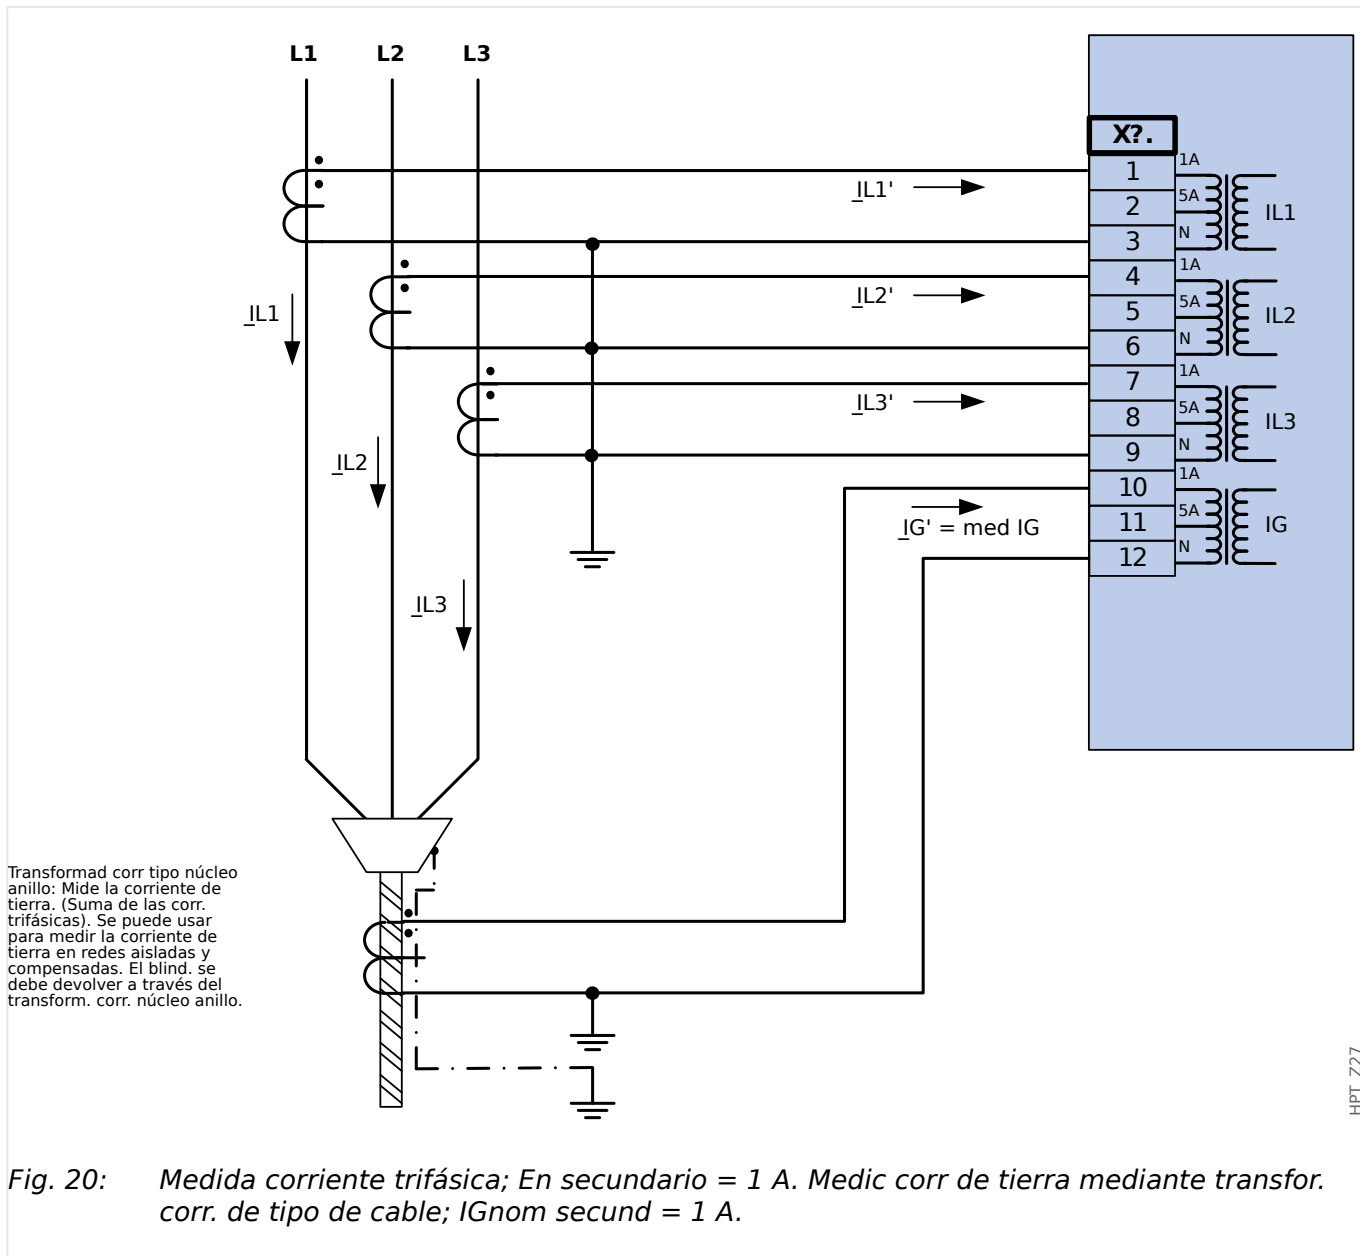 L1 L2 L3
X?.
1 1A
2 5A IL1
3 N
4 1A
5 5A IL2
6 N
7 1A
8 5A IL3
9 N
10 1A
11 5A IG
12 N
IL1'
IL2'
IL3'
IG' = med IG
IL1
IL2
IL3
Transformad corr tipo núcleo
anillo: Mide la corriente de
tierra. (Suma de las corr.
trifásicas). Se puede usar
para medir la corriente de
tierra en redes aisladas y
compensadas. El blind. se
debe devolver a través del
transform. corr. núcleo anillo.
HPT_Z27
Fig. 20: Medida corriente trifásica; En secundario = 1 A. Medic corr de tierra mediante transfor.
corr. de tipo de cable; IGnom secund = 1 A.